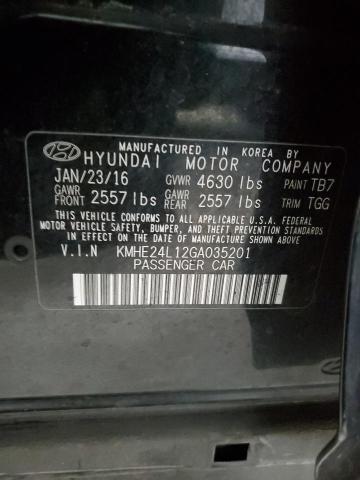 MANUFACTURED IN KOREA BY
HYUNDAI MOTOR COMPANY
JAN/23/16 GVWR 4630 lbs PAINT TB7
GAWR FRONT 2557 lbs GAWR REAR 2557 lbs TRIM TGG
THIS VEHICLE CONFORMS TO ALL APPLICABLE U.S.A. FEDERAL
MOTOR VEHICLE SAFETY, BUMPER, AND THEFT PREVENTION
STANDARDS IN EFFECT ON THE DATE OF MANUFACTURE SHOWN ABOVE.
V.I.N KMHE24L12GA035201
PASSENGER CAR